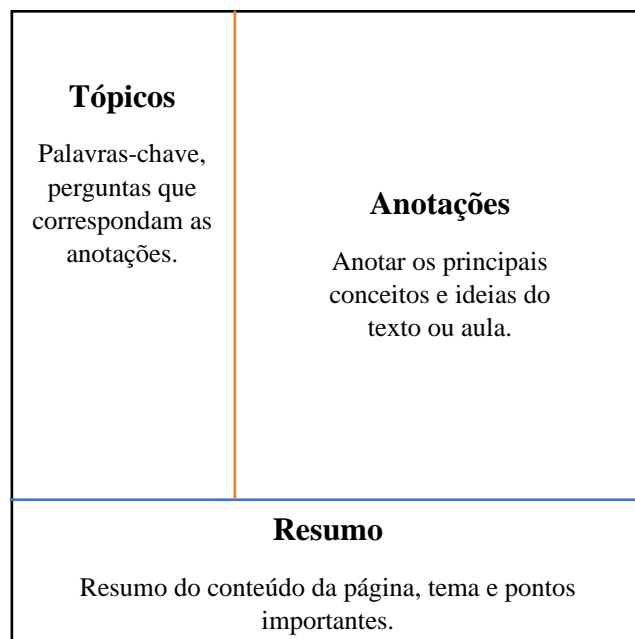 Tópicos
Palavras-chave,
perguntas que
correspondam as
anotações.
Anotações
Anotar os principais
conceitos e ideias do
texto ou aula.
Resumo
Resumo do conteúdo da página, tema e pontos
importantes.